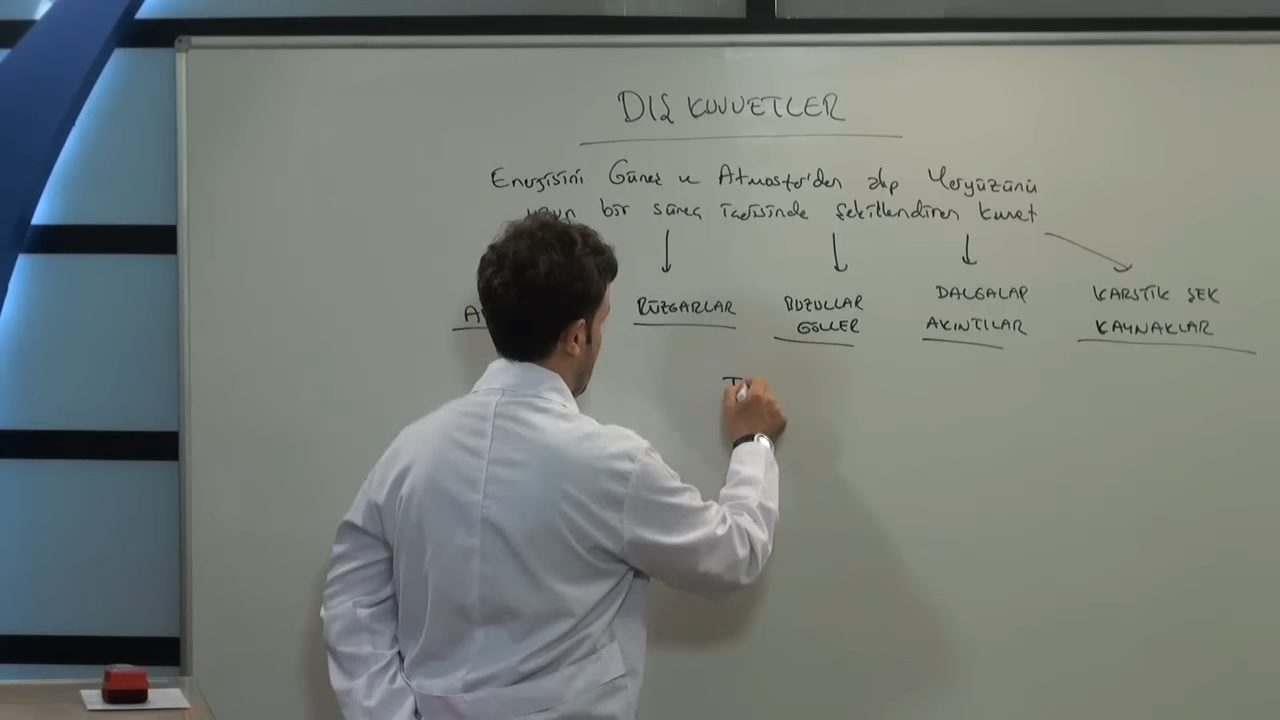 DIŞ KUVVETLER
Enerjisini Güneş ve Atmosfer'den alıp Yeryüzünü
uzun bir süreç içerisinde şekillendiren kuvvet
RÜZGARLAR
BUZULLAR
GÖLLER
DALGALAR
AKINTILAR
KARSTİK ŞEK
KAYNAKLAR